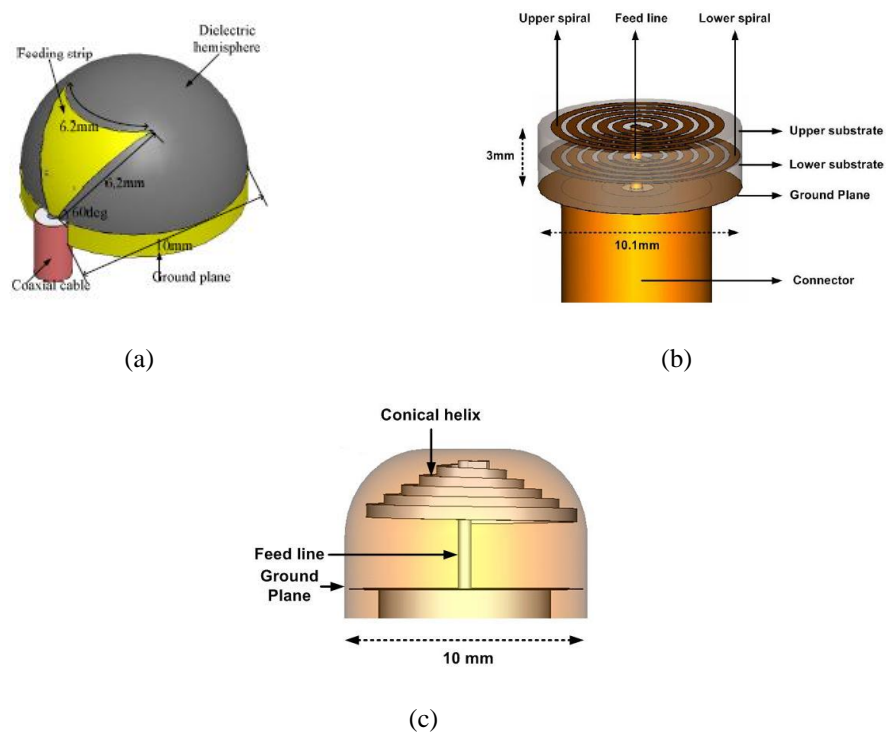 Dielectric
hemisphere
Feeding strip
6.2mm
6,2mm
60deg
0mm
Coaxial cable
Ground plane
(a)
Upper spiral
Feed line
Lower spiral
Upper substrate
3mm
Lower substrate
Ground Plane
10.1mm
Connector
(b)
Conical helix
Feed line
Ground
Plane
10 mm
(c)